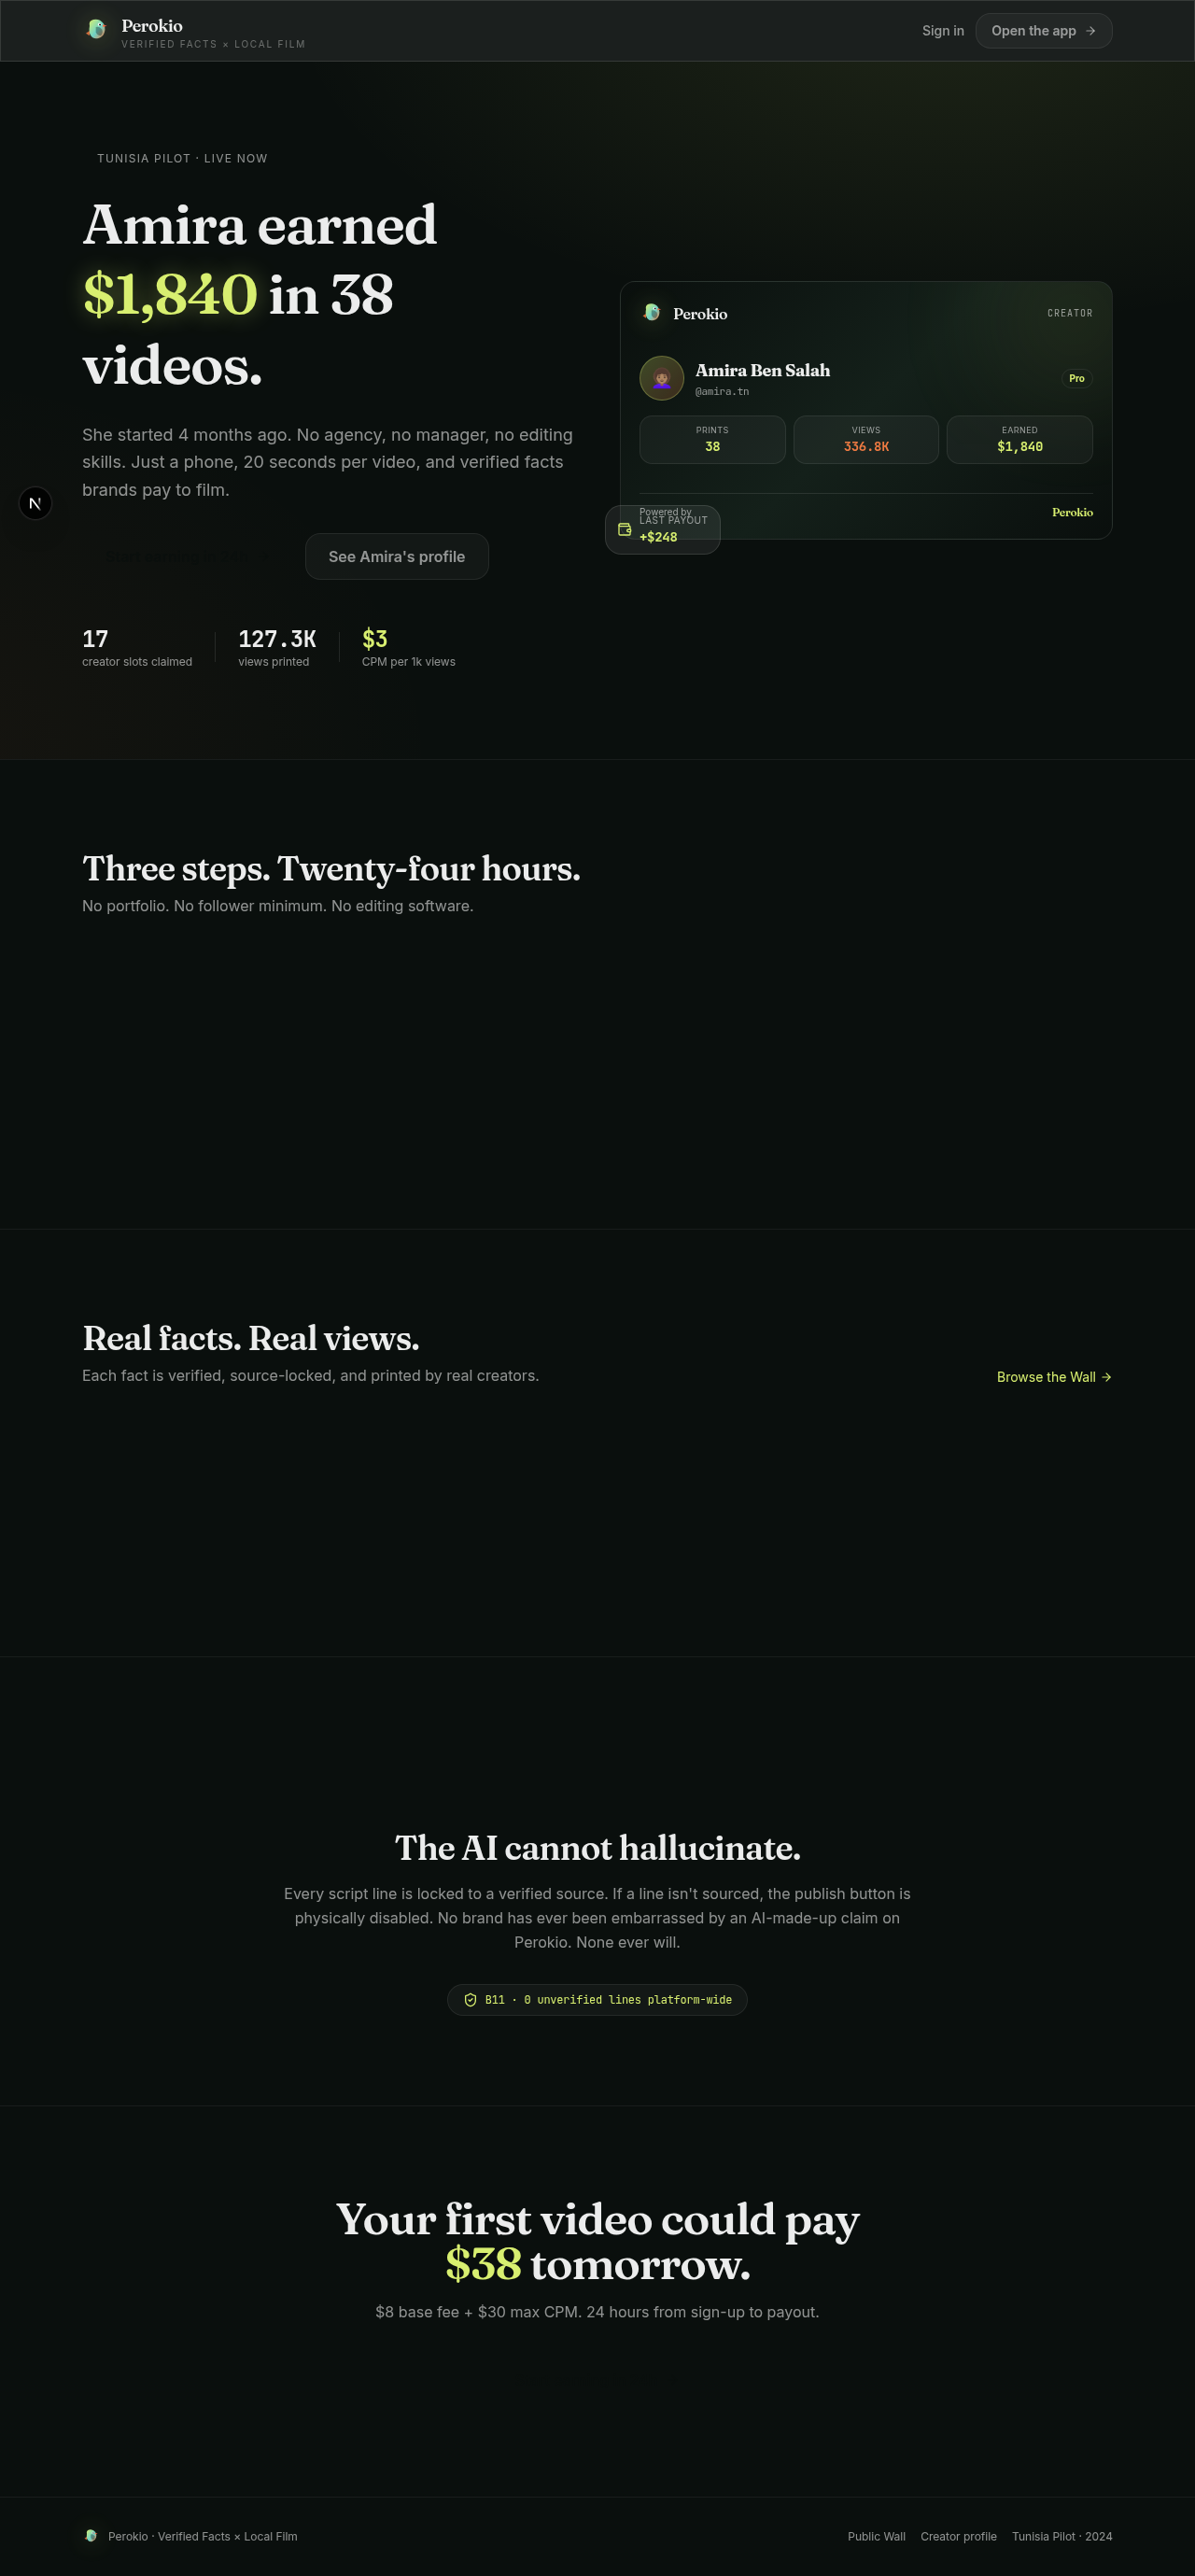 Perokio
VERIFIED FACTS × LOCAL FILM
Sign in
Open the app →
TUNISIA PILOT · LIVE NOW
Amira earned
$1,840 in 38
videos.
She started 4 months ago. No agency, no manager, no editing
skills. Just a phone, 20 seconds per video, and verified facts
brands pay to film.
See Amira's profile
17
creator slots claimed
127.3K
views printed
$3
CPM per 1k views
Perokio
CREATOR
Amira Ben Salah
@amira.tn
Pro
PRINTS
38
VIEWS
336.8K
EARNED
$1,840
Powered by
Perokio
LAST PAYOUT
+$248
N
Three steps. Twenty-four hours.
No portfolio. No follower minimum. No editing software.
Real facts. Real views.
Each fact is verified, source-locked, and printed by real creators.
Browse the Wall →
The AI cannot hallucinate.
Every script line is locked to a verified source. If a line isn't sourced, the publish button is
physically disabled. No brand has ever been embarrassed by an AI-made-up claim on
Perokio. None ever will.
B11 · 0 unverified lines platform-wide
Your first video could pay
$38 tomorrow.
$8 base fee + $30 max CPM. 24 hours from sign-up to payout.
Perokio · Verified Facts × Local Film
Public Wall
Creator profile
Tunisia Pilot · 2024